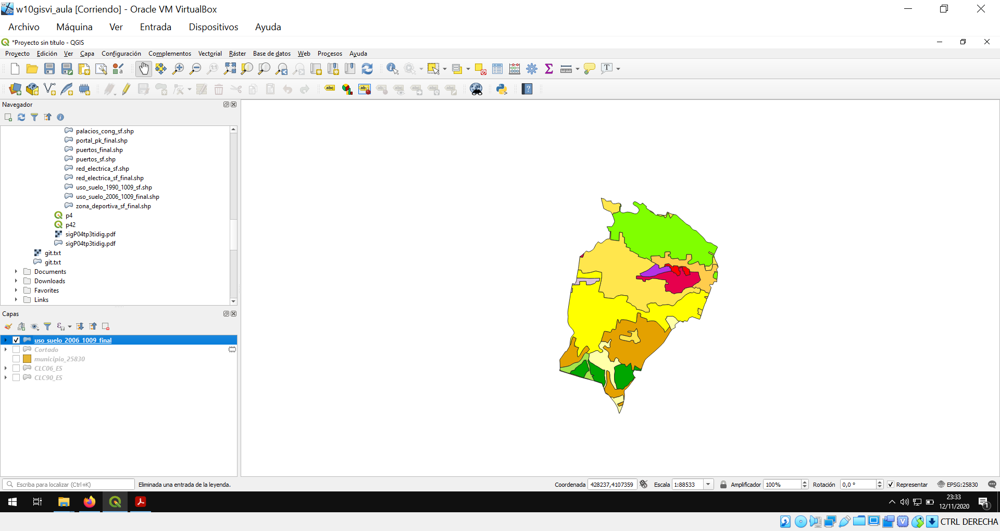 w10gisvi_aula [Corriendo] - Oracle VM VirtualBox
Archivo Máquina Ver Entrada Dispositivos Ayuda
*Proyecto sin título - QGIS
Proyecto Edición Ver Capa Configuración Complementos Vectorial Ráster Base de datos Web Procesos Ayuda
Navegador
palacios_cong_sf.shp
portal_pk_final.shp
puertos_final.shp
puertos_sf.shp
red_electrica_sf.shp
red_electrica_sf_final.shp
uso_suelo_1990_1009_sf.shp
uso_suelo_2006_1009_final.shp
zona_deportiva_sf_final.shp
p4
p42
sigP04tp3tidig.pdf
sigP04tp3tidig.pdf
git.txt
git.txt
Documents
Downloads
Favorites
Links
Capas
uso_suelo_2006_1009_final
Cortado
municipio_25830
CLC06_ES
CLC90_ES
Escriba para localizar (Ctrl+K) Eliminada una entrada de la leyenda. Coordenada 428237,4107359 Escala 1:88533 Amplificador 100% Rotación 0,0 ° Representar EPSG:25830
23:33
12/11/2020
1
CTRL DERECHA